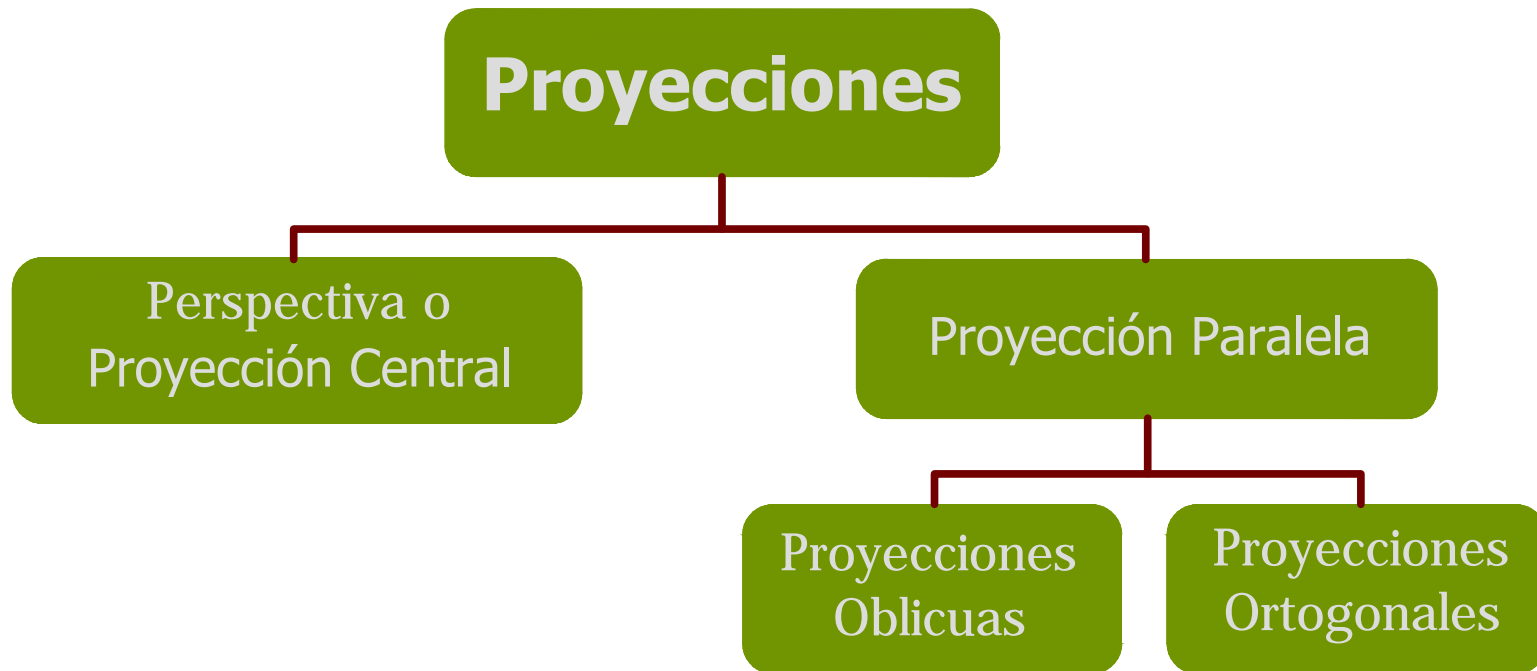 Proyecciones
Perspectiva o
Proyección Central
Proyección Paralela
Proyecciones
Oblicuas
Proyecciones
Ortogonales